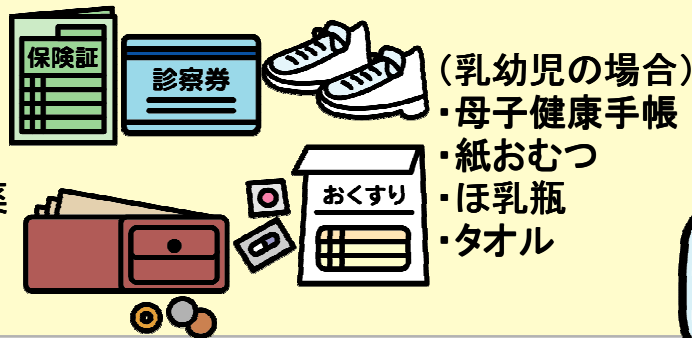 保険証
診察券
(乳幼児の場合)
・母子健康手帳
・紙おむつ
・ほ乳瓶
・タオル
おくすり